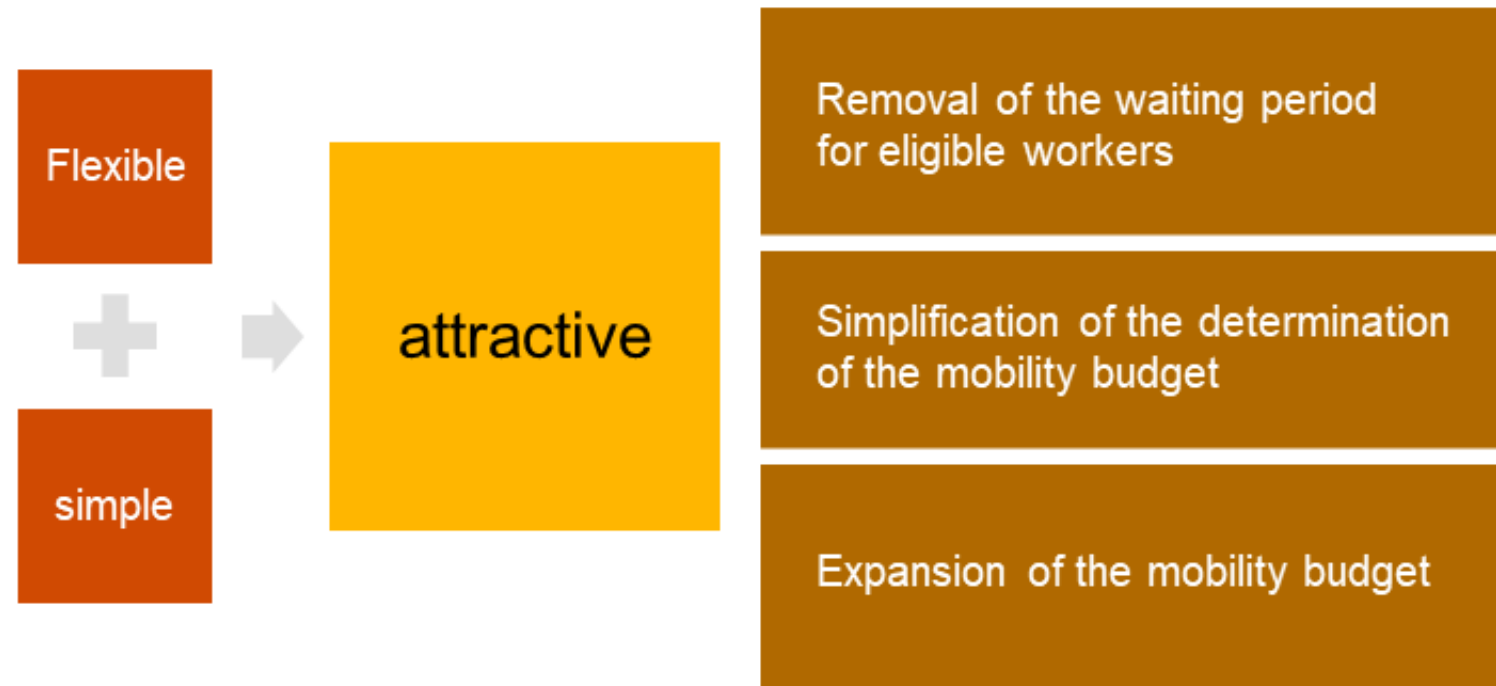 Flexible
simple
attractive
Removal of the waiting period
for eligible workers
Simplification of the determination
of the mobility budget
Expansion of the mobility budget